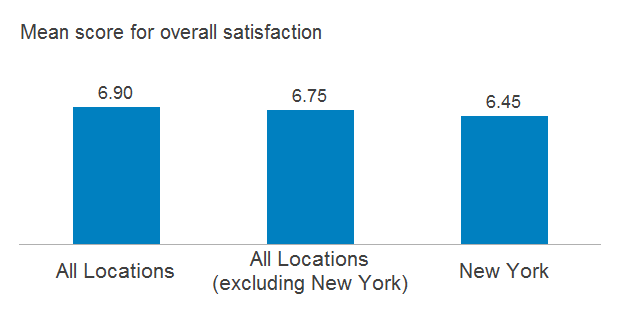 Mean score for overall satisfaction
6.90
6.75
6.45
All Locations
All Locations
(excluding New York)
New York